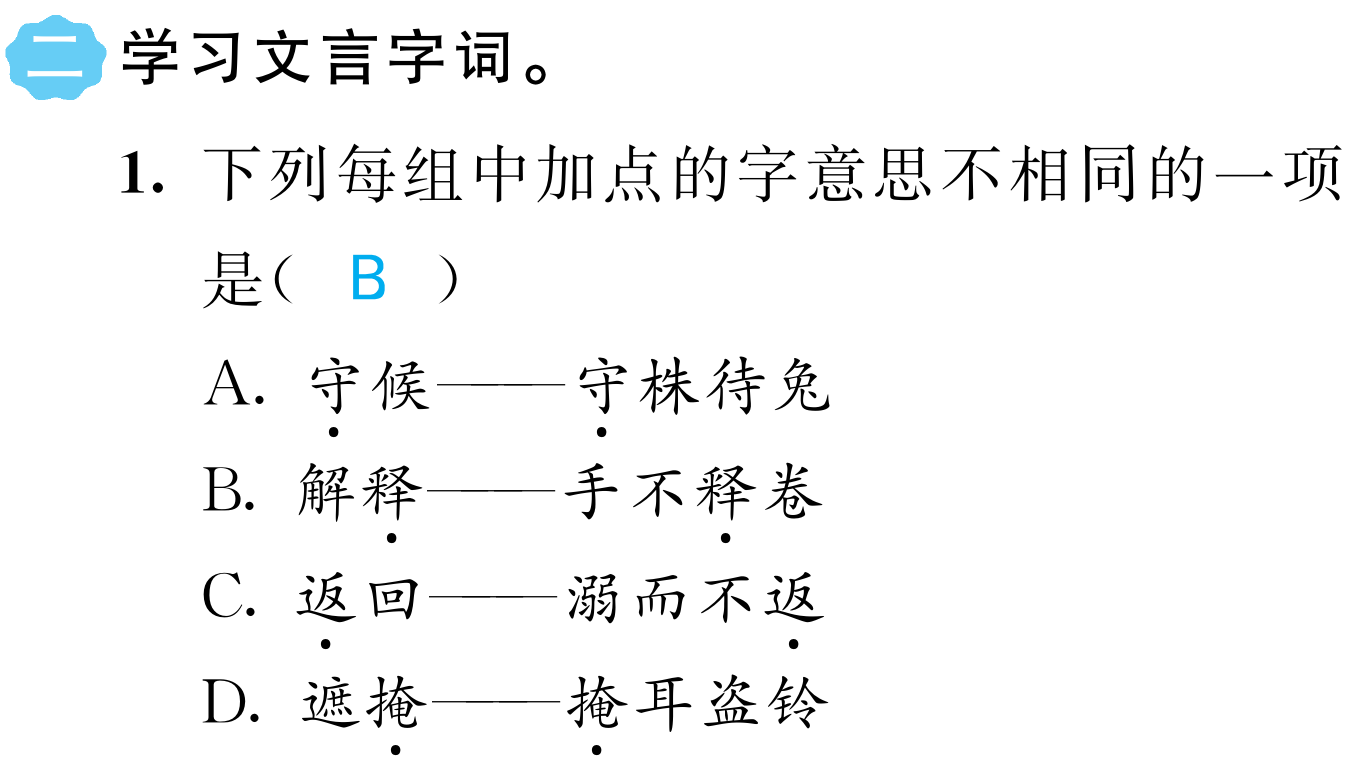 二 学习文言字词。
1. 下列每组中加点的字意思不相同的一项
是( B )
A. 守候——守株待兔
B. 解释——手不释卷
C. 返回——溺而不返
D. 遮掩——掩耳盗铃